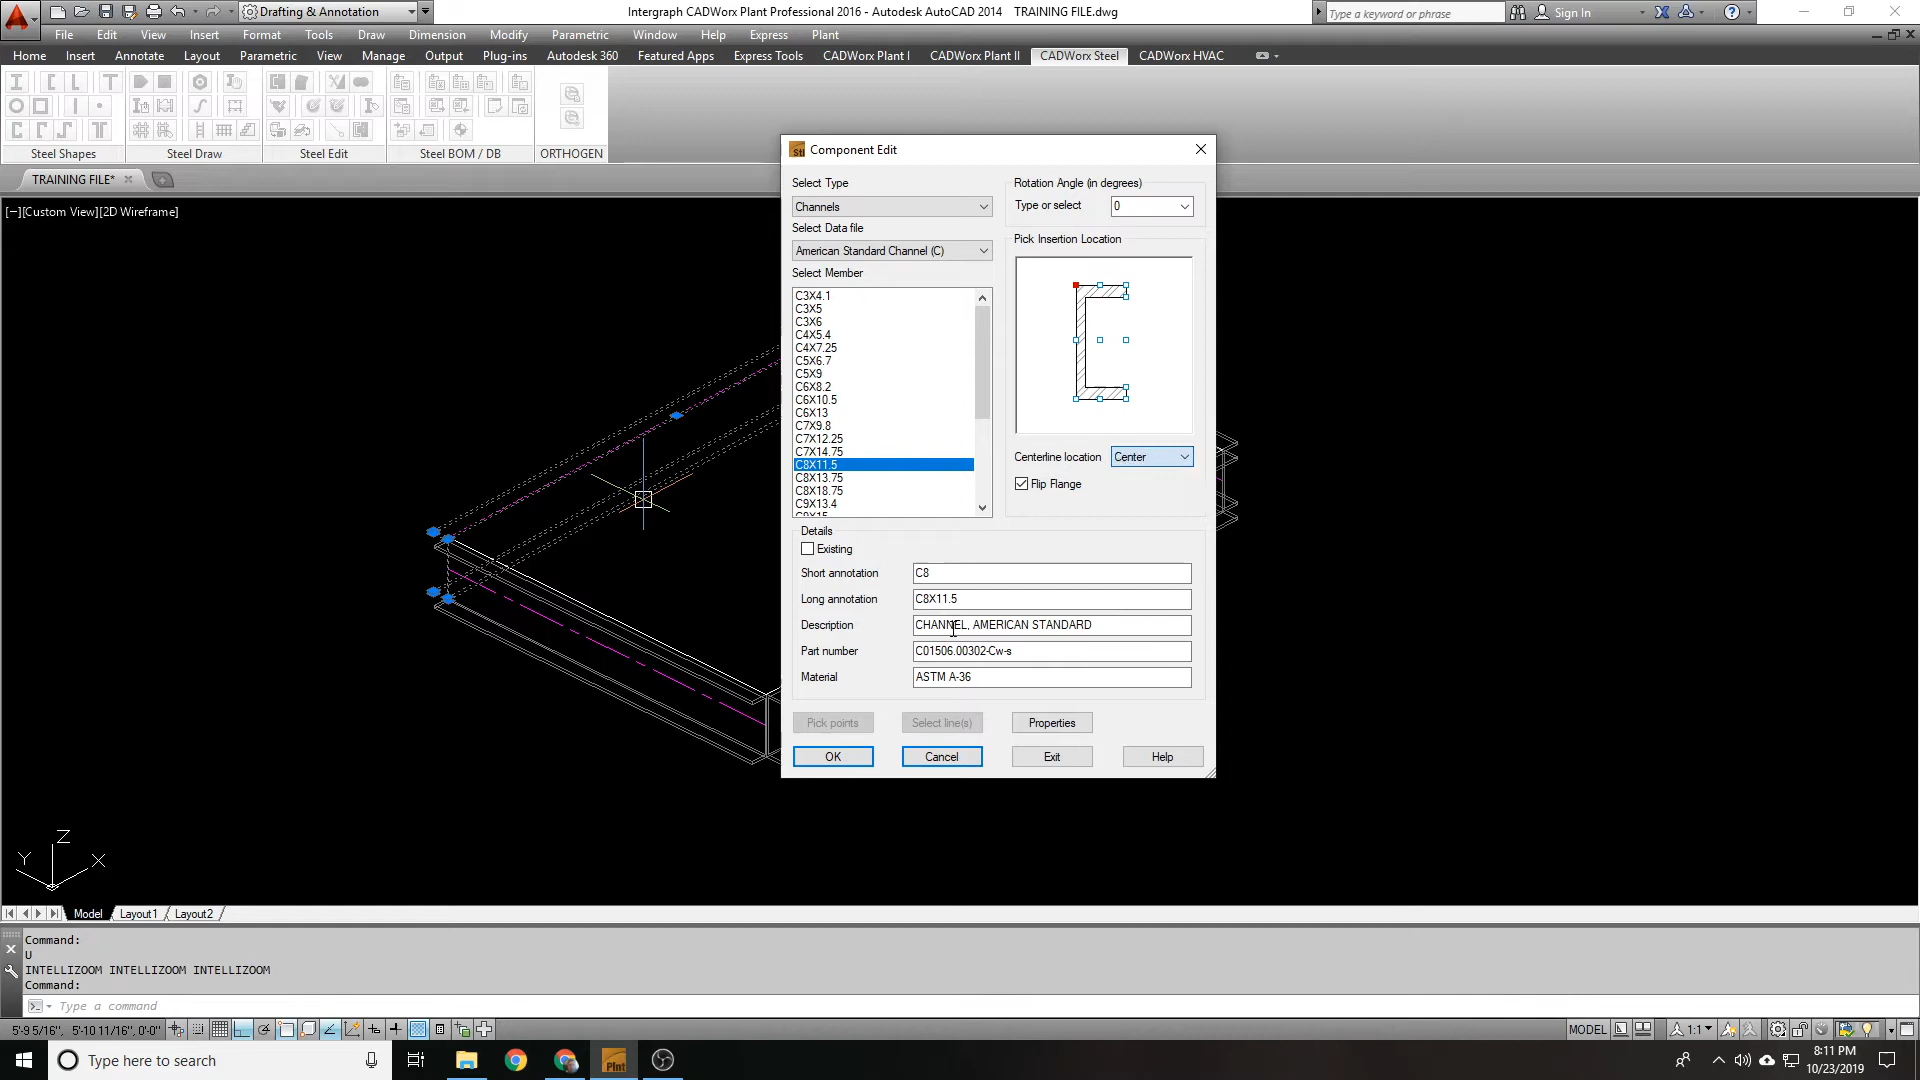 Drafting & Annotation
Intergraph CADWorx Plant Professional 2016 - Autodesk AutoCAD 2014 TRAINING FILE.dwg
Type a keyword or phrase
Sign In
File Edit View Insert Format Tools Draw Dimension Modify Parametric Window Help Express Plant
Home Insert Annotate Layout Parametric View Manage Output Plug-ins Autodesk 360 Featured Apps Express Tools CADWorx Plant I CADWorx Plant II CADWorx Steel CADWorx HVAC
Steel Shapes Steel Draw Steel Edit Steel BOM / DB ORTHOGEN
TRAINING FILE*
[−][Custom View][2D Wireframe]
Stl Component Edit
Select Type
Channels
Select Data file
American Standard Channel (C)
Select Member
C3X4.1
C3X5
C3X6
C4X5.4
C4X7.25
C5X6.7
C5X9
C6X8.2
C6X10.5
C6X13
C7X9.8
C7X12.25
C7X14.75
C8X11.5
C8X13.75
C8X18.75
C9X13.4
C9X15
Rotation Angle (in degrees)
Type or select 0
Pick Insertion Location
Centerline location Center
Flip Flange
Details
Existing
Short annotation C8
Long annotation C8X11.5
Description CHANNEL, AMERICAN STANDARD
Part number C01506.00302-Cw-s
Material ASTM A-36
Pick points Select line(s) Properties
OK Cancel Exit Help
Z
Y X
Model Layout1 Layout2
Command:
U
INTELLIZOOM INTELLIZOOM INTELLIZOOM
Command:
Type a command
5'-9 5/16", 5'-10 11/16", 0'-0"
MODEL 1:1
Type here to search
Plnt
8:11 PM
10/23/2019